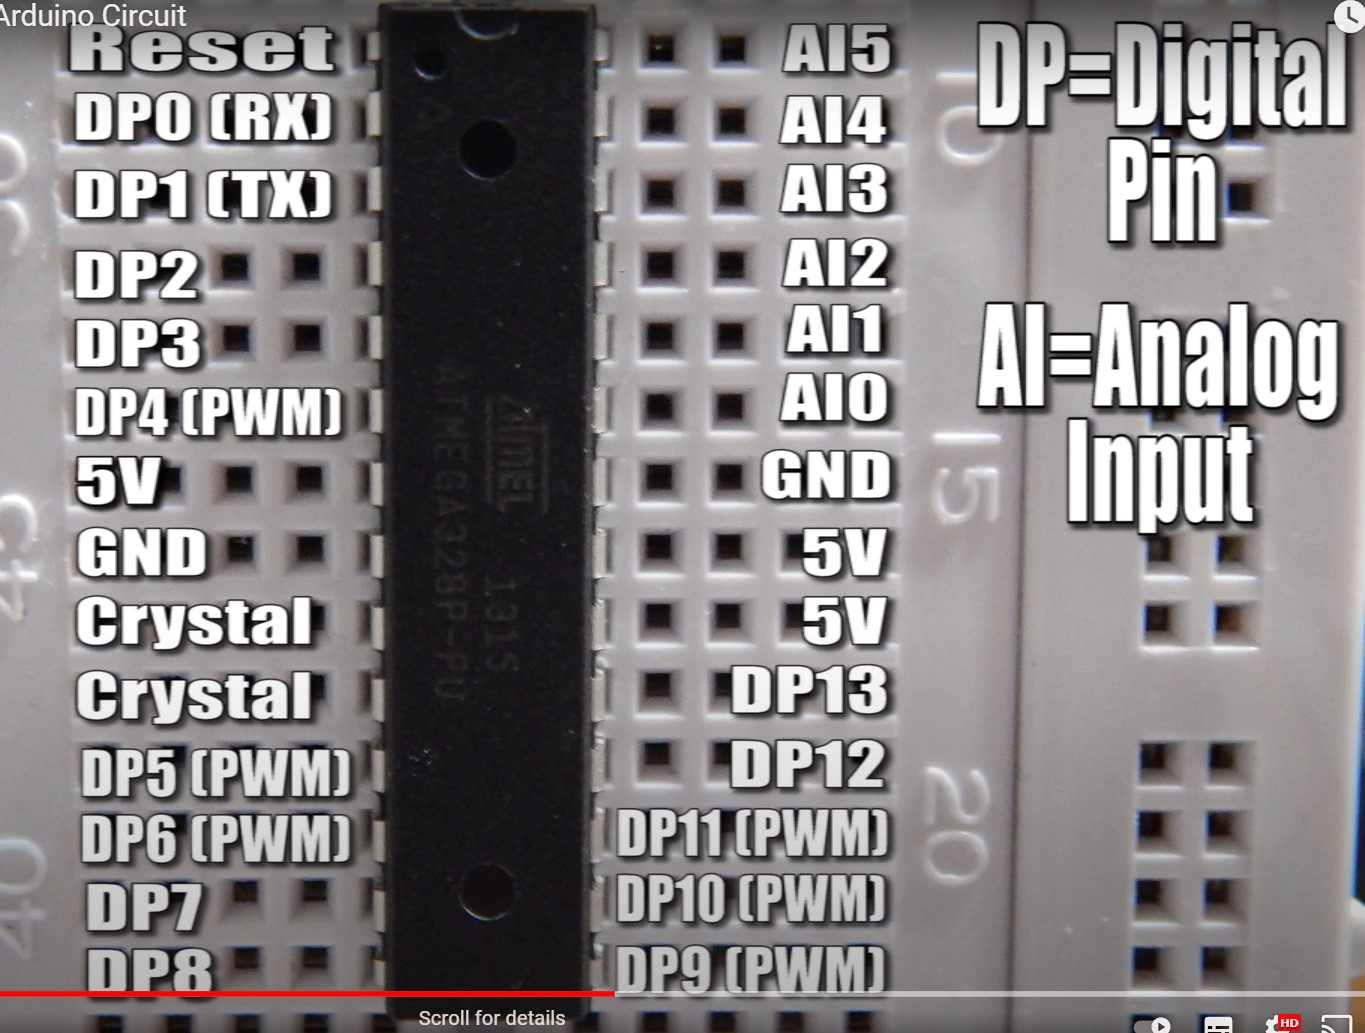 Arduino Circuit
Reset
DP0 (RX)
DP1 (TX)
DP2
DP3
DP4 (PWM)
5V
GND
Crystal
Crystal
DP5 (PWM)
DP6 (PWM)
DP7
DP8
ATMEL
ATMEGA328P-PU
1315
AI5
AI4
AI3
AI2
AI1
AI0
GND
5V
5V
DP13
DP12
DP11 (PWM)
DP10 (PWM)
DP9 (PWM)
10
15
20
DP=Digital
Pin
AI=Analog
Input
40
Scroll for details
HD